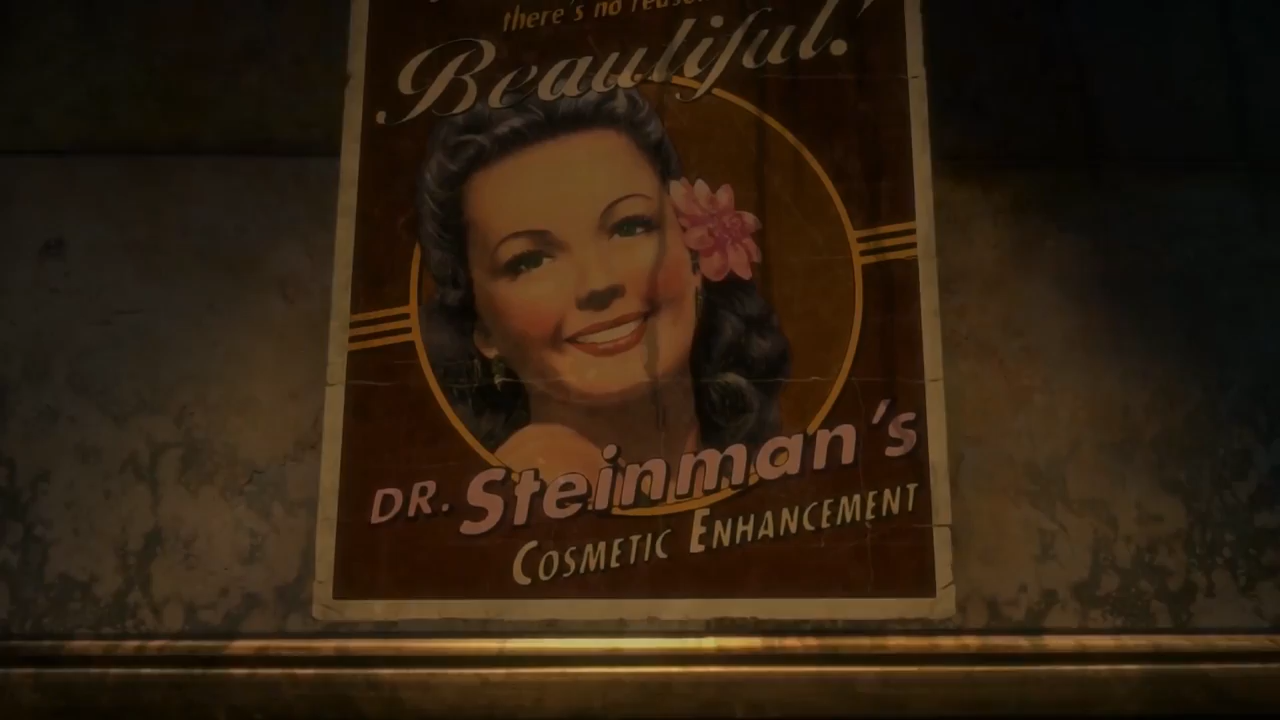 there's no reason
Beautiful!
DR. Steinman's
COSMETIC ENHANCEMENT